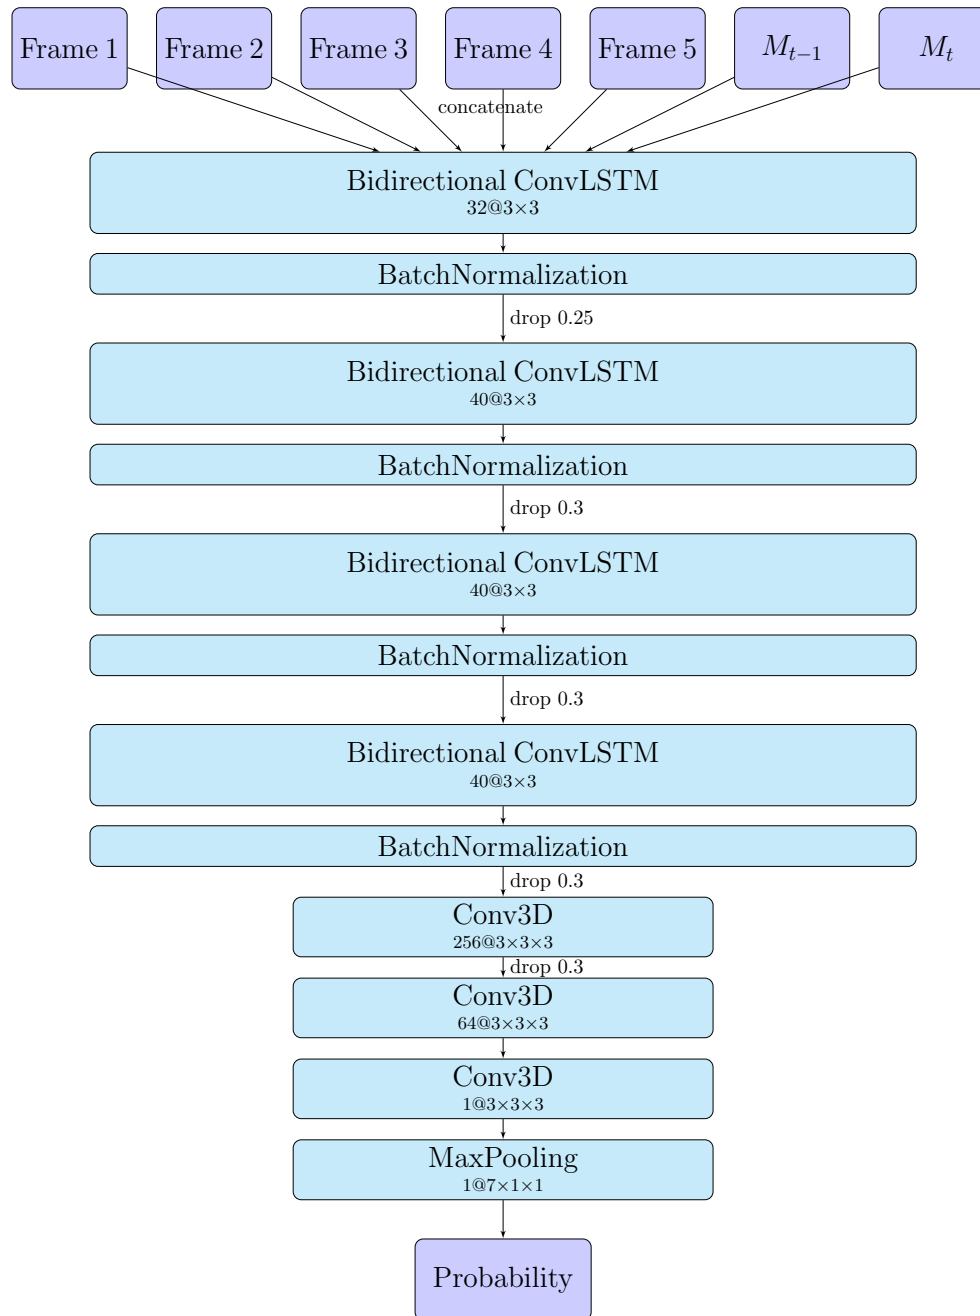 Frame 1
Frame 2
Frame 3
Frame 4
Frame 5
M_{t−1}
M_t
concatenate
Bidirectional ConvLSTM
32@3×3
BatchNormalization
drop 0.25
Bidirectional ConvLSTM
40@3×3
BatchNormalization
drop 0.3
Bidirectional ConvLSTM
40@3×3
BatchNormalization
drop 0.3
Bidirectional ConvLSTM
40@3×3
BatchNormalization
drop 0.3
Conv3D
256@3×3×3
drop 0.3
Conv3D
64@3×3×3
Conv3D
1@3×3×3
MaxPooling
1@7×1×1
Probability